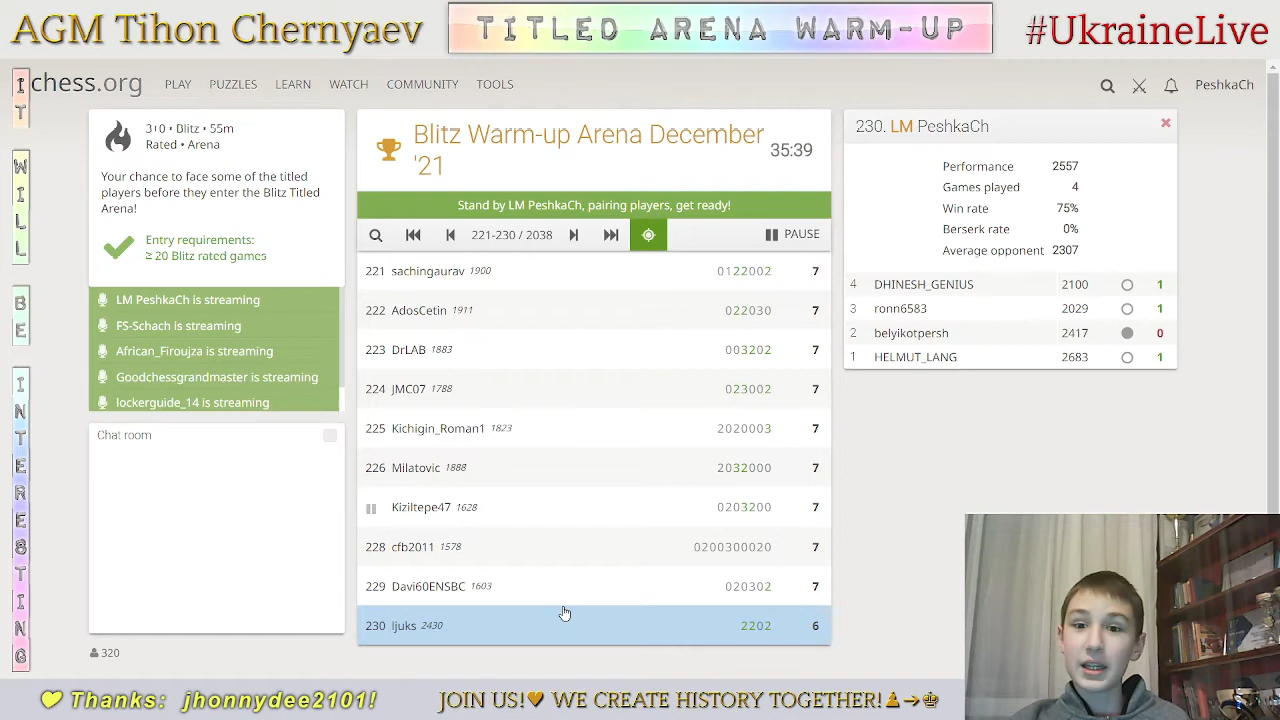 AGM Tihon Chernyaev
TITLED ARENA WARM-UP
#UkraineLive
chess.org
PLAY
PUZZLES
LEARN
WATCH
COMMUNITY
TOOLS
PeshkaCh
3+0 • Blitz • 55m
Rated • Arena
Your chance to face some of the titled
players before they enter the Blitz Titled
Arena!
Entry requirements:
≥ 20 Blitz rated games
LM PeshkaCh is streaming
FS-Schach is streaming
African_Firoujza is streaming
Goodchessgrandmaster is streaming
lockerguide_14 is streaming
Chat room
320
Blitz Warm-up Arena December
'21
35:39
Stand by LM PeshkaCh, pairing players, get ready!
221-230 / 2038
PAUSE
221 sachingaurav 1900 0122002 7
222 AdosCetin 1911 022030 7
223 DrLAB 1883 003202 7
224 JMC07 1788 023002 7
225 Kichigin_Roman1 1823 2020003 7
226 Milatovic 1888 2032000 7
Kiziltepe47 1628 0203200 7
228 cfb2011 1578 0200300020 7
229 Davi60ENSBC 1603 020302 7
230 ljuks 2430 2202 6
230. LM PeshkaCh
Performance 2557
Games played 4
Win rate 75%
Berserk rate 0%
Average opponent 2307
4 DHINESH_GENIUS 2100 1
3 ronn6583 2029 1
2 belyikotpersh 2417 0
1 HELMUT_LANG 2683 1
IT
WILL
BE
INTERE8TING
Thanks: jhonnydee2101!
JOIN US! WE CREATE HISTORY TOGETHER!